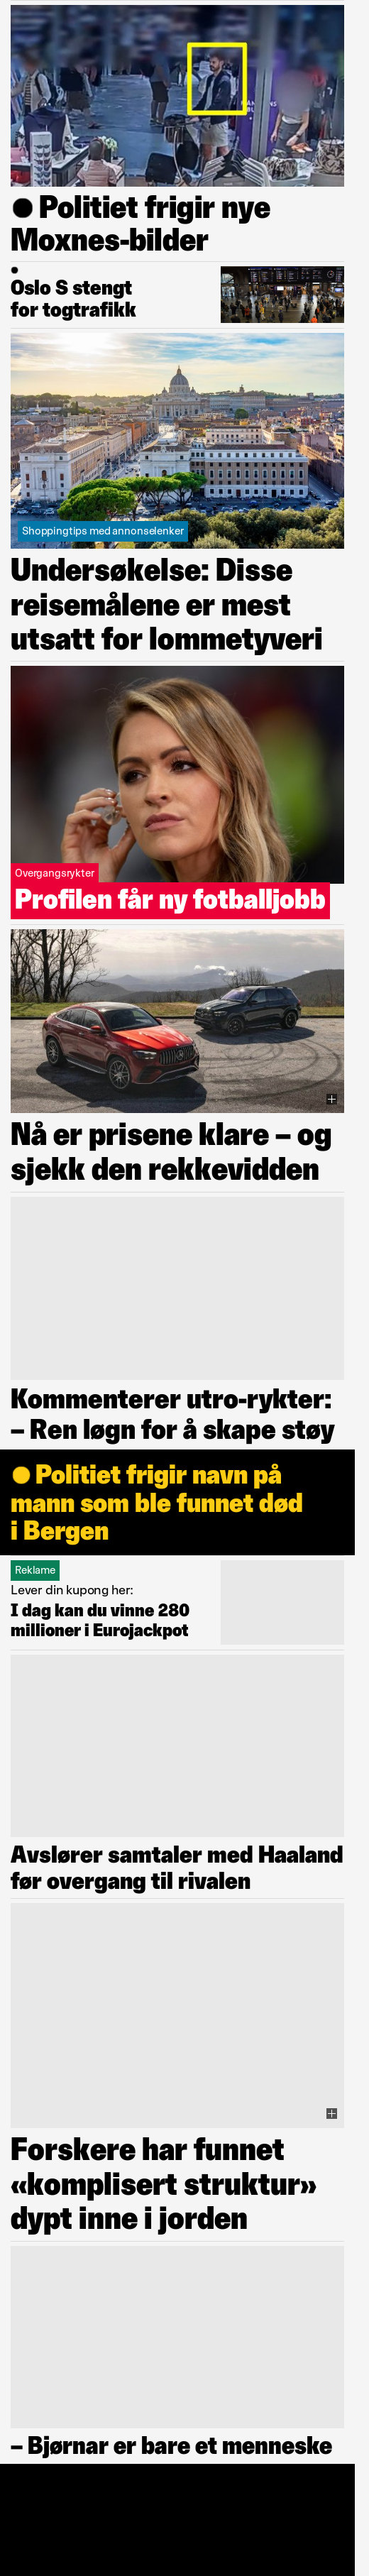 Politiet frigir nye
Moxnes-bilder
Oslo S stengt
for togtrafikk
Shoppingtips med annonselenker
Undersøkelse: Disse
reisemålene er mest
utsatt for lommetyveri
Overgangsrykter
Profilen får ny fotballjobb
Nå er prisene klare – og
sjekk den rekkevidden
Kommenterer utro-rykter:
– Ren løgn for å skape støy
Politiet frigir navn på
mann som ble funnet død
i Bergen
Reklame
Lever din kupong her:
I dag kan du vinne 280
millioner i Eurojackpot
Avslører samtaler med Haaland
før overgang til rivalen
Forskere har funnet
«komplisert struktur»
dypt inne i jorden
– Bjørnar er bare et menneske